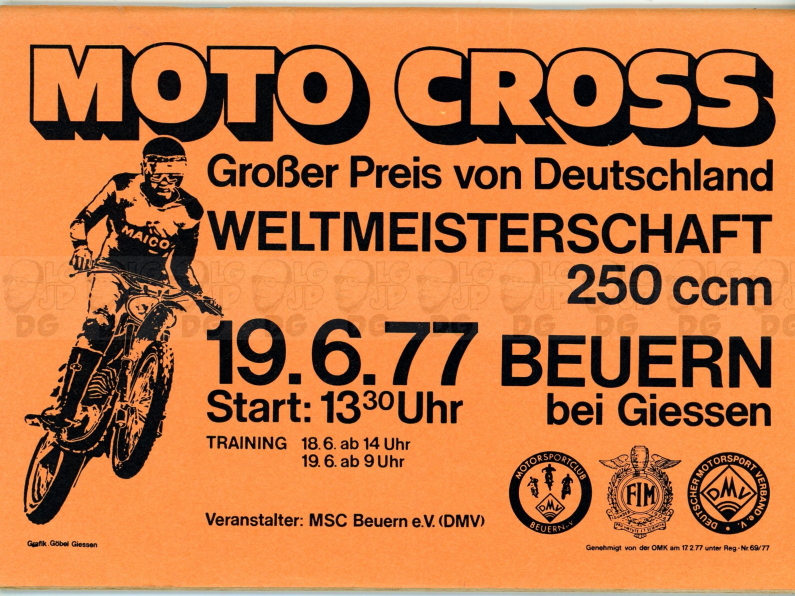 MOTO CROSS
Großer Preis von Deutschland
WELTMEISTERSCHAFT
250 ccm
MAICO
19.6.77 BEUERN
Start: 13³⁰ Uhr bei Giessen
TRAINING 18.6. ab 14 Uhr
19.6. ab 9 Uhr
Veranstalter: MSC Beuern e.V. (DMV)
MOTORSPORTCLUB
BEUERN e.V.
FIM
DEUTSCHER MOTORSPORT VERBAND e.V.
DMV
Grafik. Göbel Giessen
Genehmigt von der OMK am 17.2.77 unter Reg.-Nr. 69/77
LG JP DG